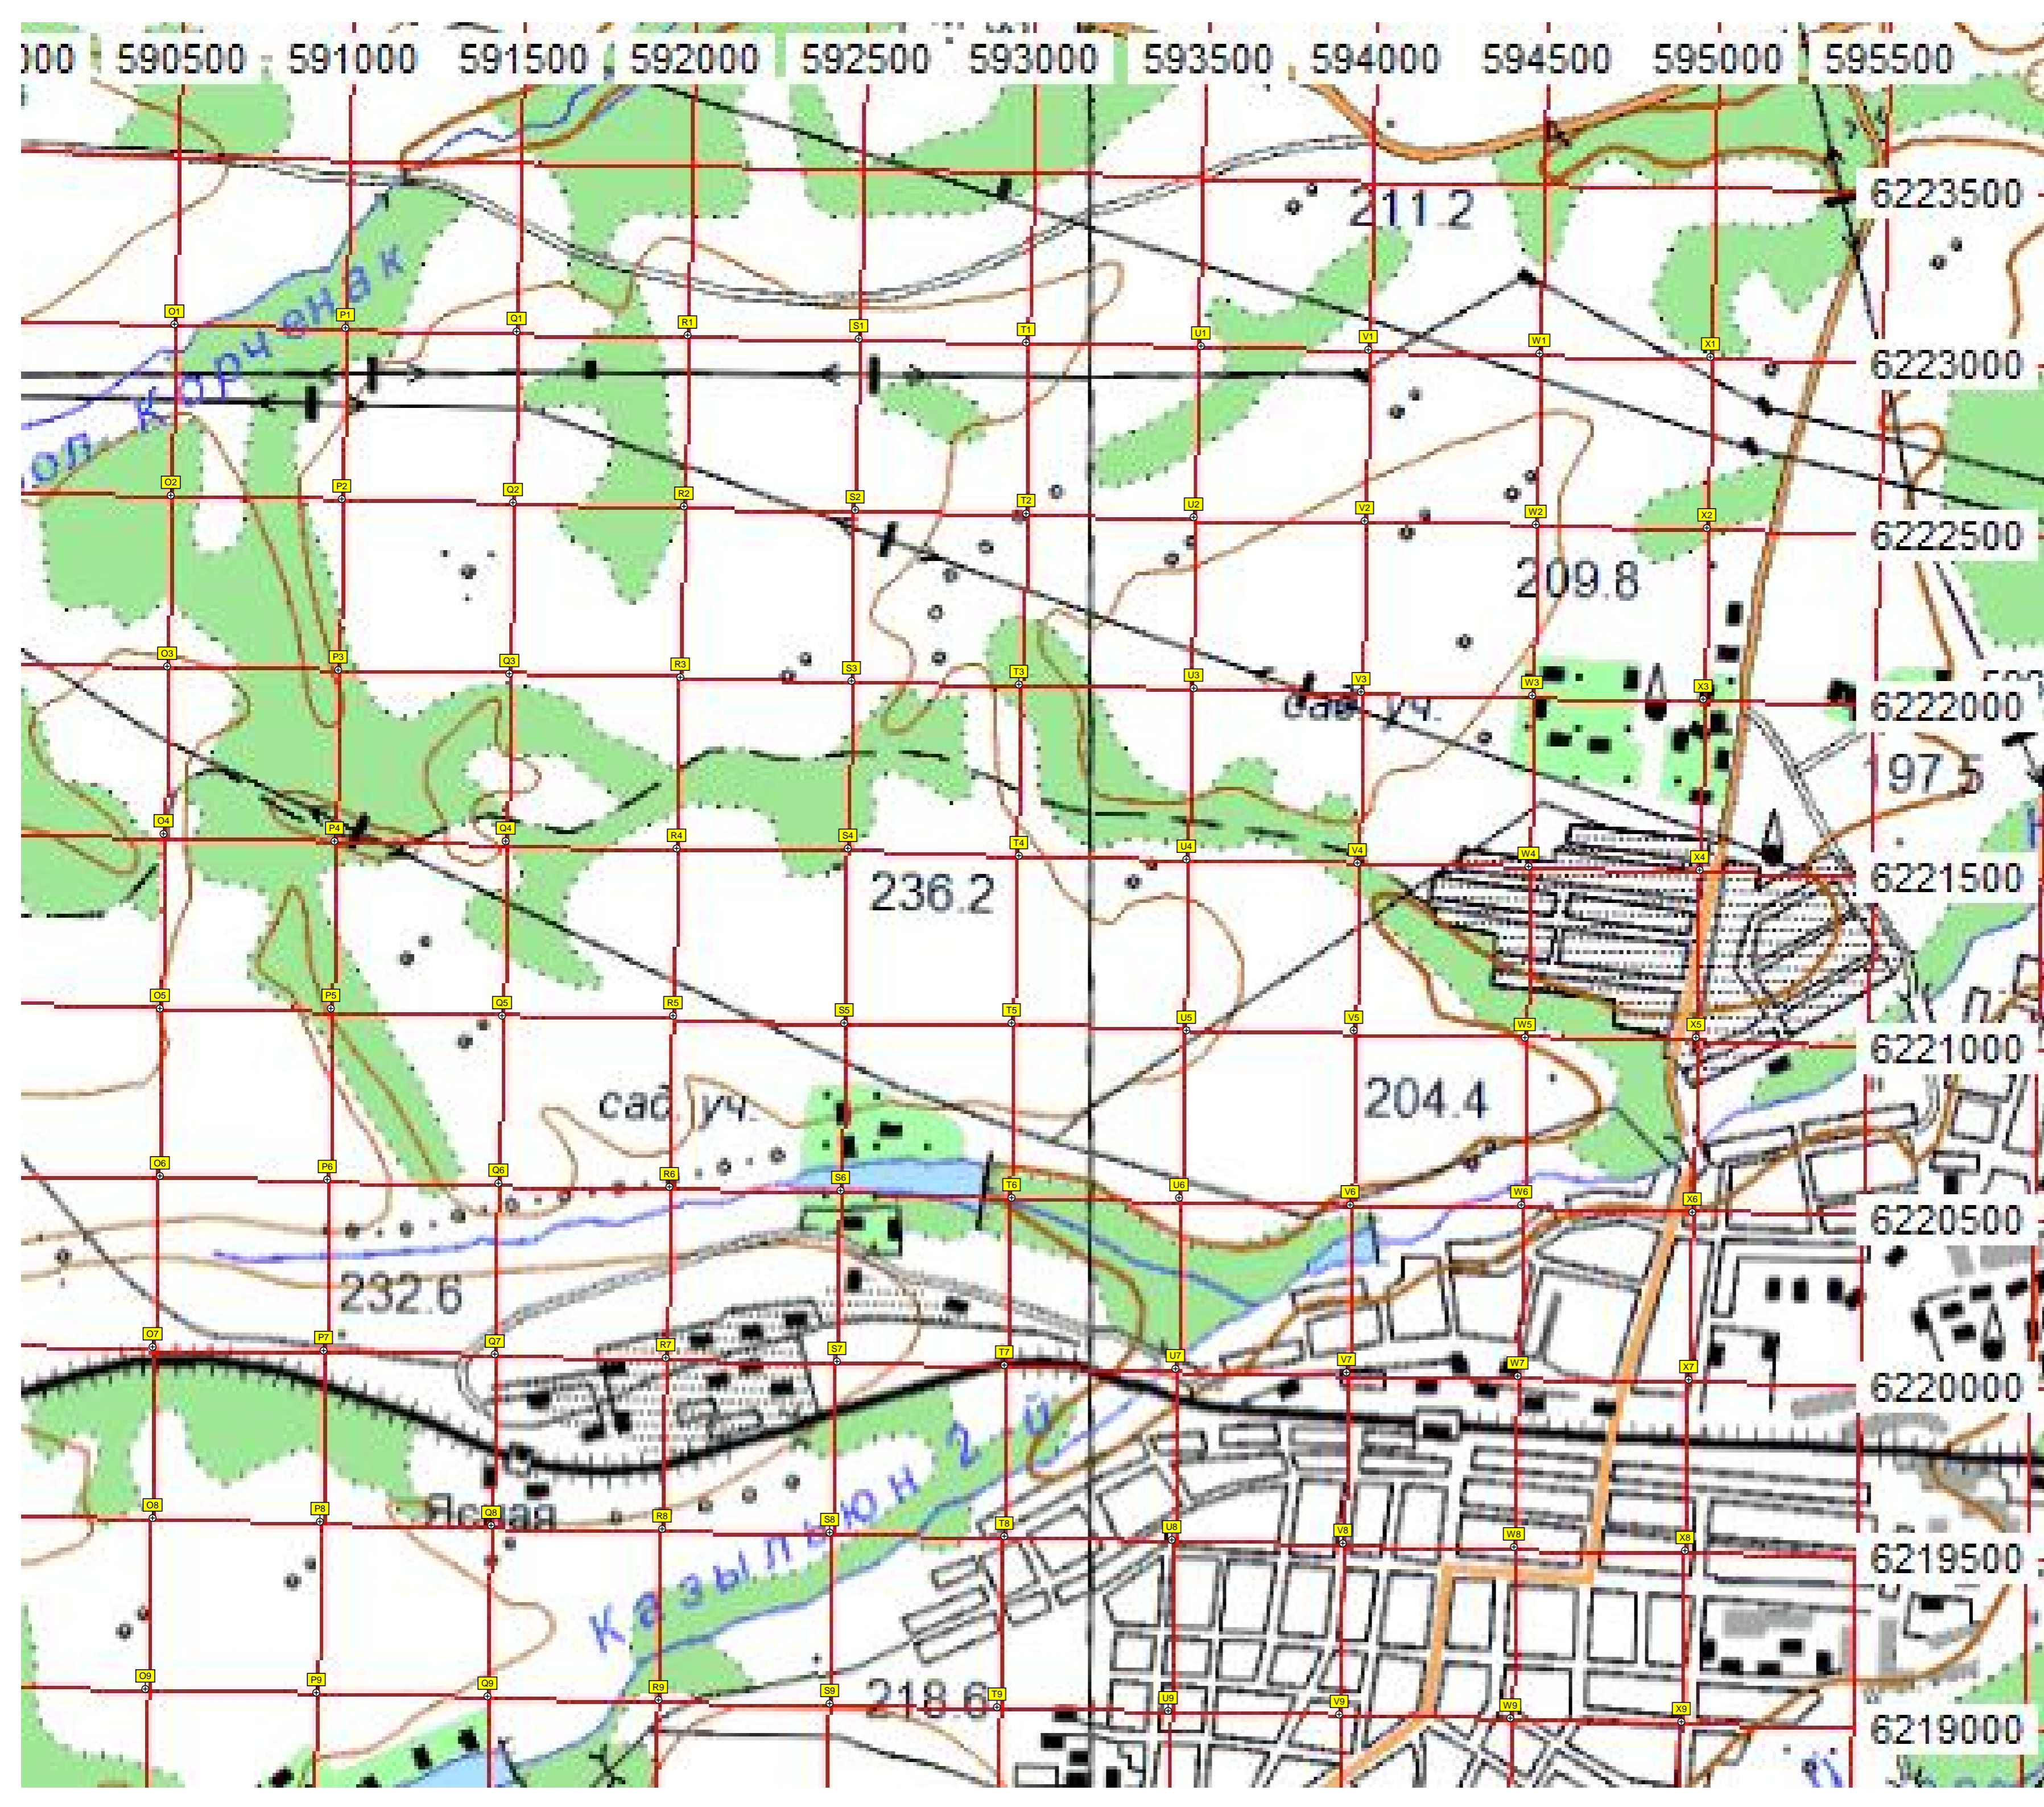 000 590500 591000 591500 592000 592500 593000 593500 594000 594500 595000 595500
6223500
211.2
O1 P1 Q1 R1 S1 T1 U1 V1 W1 X1
6223000
Корченак
O2 P2 Q2 R2 S2 T2 U2 V2 W2 X2
6222500
209.8
O3 P3 Q3 R3 S3 T3 U3 V3 W3 X3
сад. уч.
6222000
197.5
O4 P4 Q4 R4 S4 T4 U4 V4 W4 X4
236.2
6221500
O5 P5 Q5 R5 S5 T5 U5 V5 W5 X5
6221000
сад. уч.
204.4
O6 P6 Q6 R6 S6 T6 U6 V6 W6 X6
6220500
232.6
O7 P7 Q7 R7 S7 T7 U7 V7 W7 X7
6220000
Казылъюн 2-й
Ясная
O8 P8 Q8 R8 S8 T8 U8 V8 W8 X8
6219500
O9 P9 Q9 R9 S9 T9 U9 V9 W9 X9
218.6
6219000